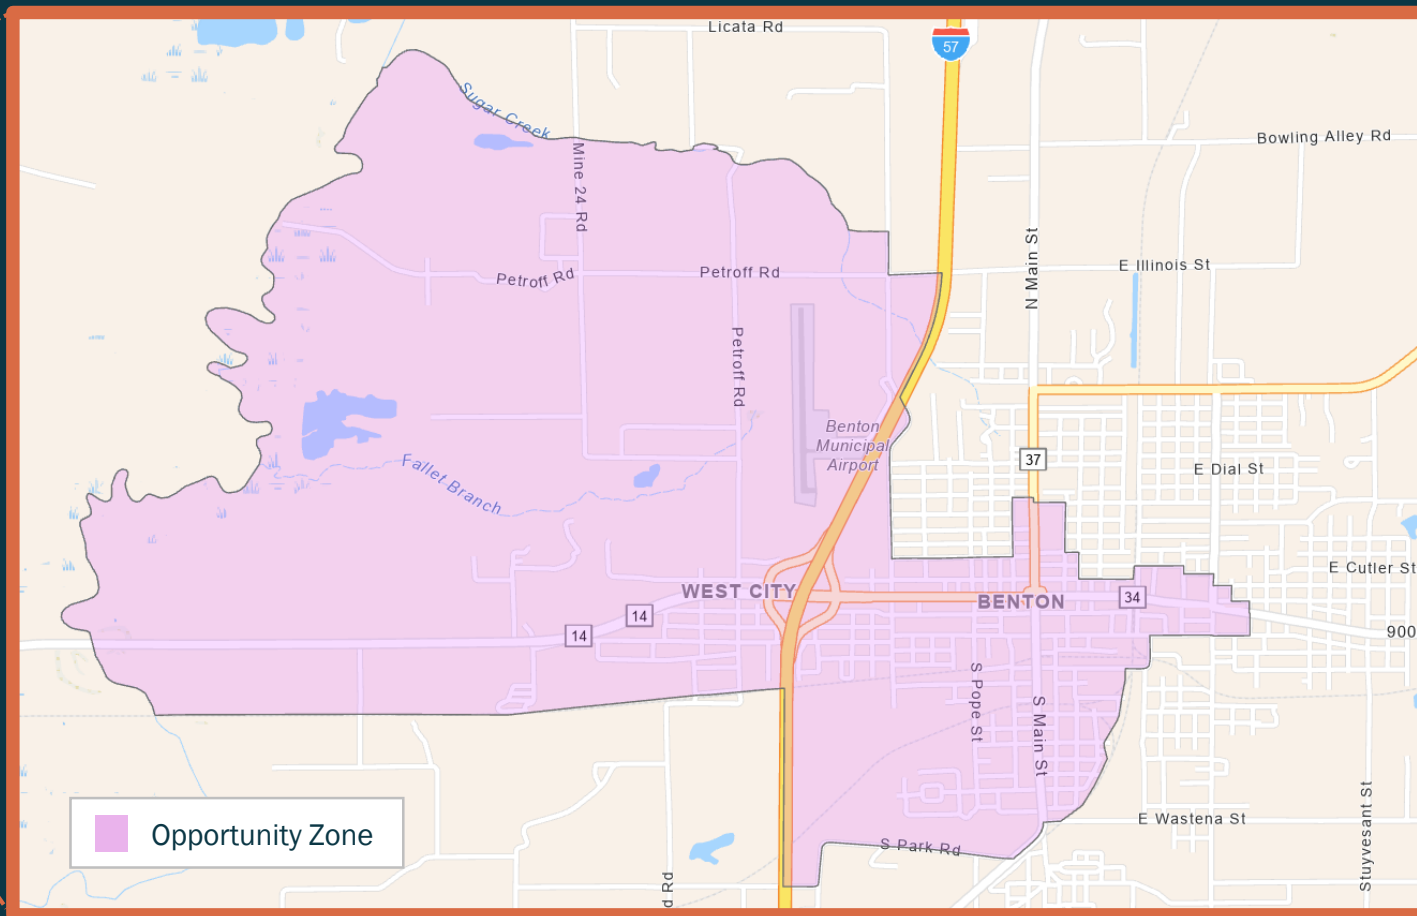 Licata Rd
57
Sugar Creek
Bowling Alley Rd
Mine 24 Rd
N Main St
E Illinois St
Petroff Rd
Petroff Rd
Petroff Rd
Benton
Municipal
Airport
37
E Dial St
Fallet Branch
E Cutler St
WEST CITY
BENTON
34
14
14
900
S Pope St
S Main St
Opportunity Zone
E Wastena St
S Park Rd
Stuyvesant St
d Rd